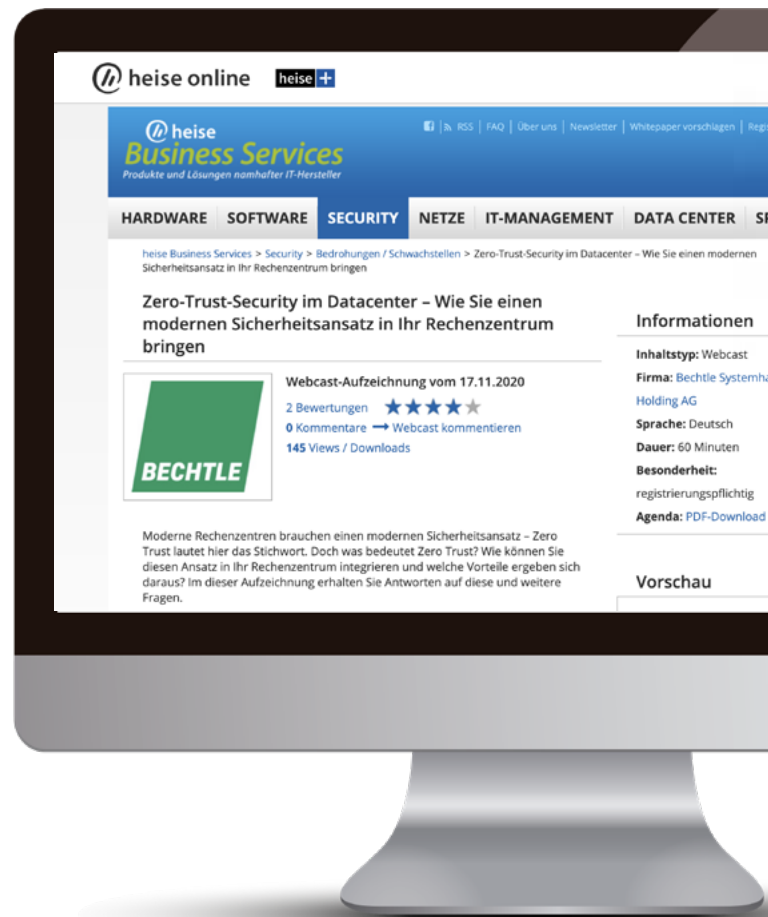 heise online heise +
heise
Business Services
Produkte und Lösungen namhafter IT-Hersteller
RSS | FAQ | Über uns | Newsletter | Whitepaper vorschlagen |
HARDWARE SOFTWARE SECURITY NETZE IT-MANAGEMENT DATA CENTER
heise Business Services > Security > Bedrohungen / Schwachstellen > Zero-Trust-Security im Datacenter – Wie Sie einen modernen
Sicherheitsansatz in Ihr Rechenzentrum bringen
Zero-Trust-Security im Datacenter – Wie Sie einen
modernen Sicherheitsansatz in Ihr Rechenzentrum
bringen
BECHTLE
Webcast-Aufzeichnung vom 17.11.2020
2 Bewertungen
0 Kommentare → Webcast kommentieren
145 Views / Downloads
Moderne Rechenzentren brauchen einen modernen Sicherheitsansatz – Zero
Trust lautet hier das Stichwort. Doch was bedeutet Zero Trust? Wie können Sie
diesen Ansatz in Ihr Rechenzentrum integrieren und welche Vorteile ergeben sich
daraus? Im dieser Aufzeichnung erhalten Sie Antworten auf diese und weitere
Fragen.
Informationen
Inhaltstyp: Webcast
Firma: Bechtle
Holding AG
Sprache: Deutsch
Dauer: 60 Minuten
Besonderheit:
registrierungspflichtig
Agenda: PDF-Download
Vorschau